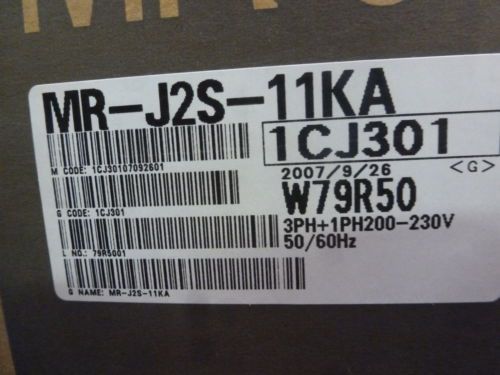 MR-J2S-11KA
1CJ301
M CODE: 1CJ30107092601
2007/9/26 <G>
W79R50
G CODE: 1CJ301
3PH+1PH200-230V
50/60Hz
L NO.: 79R5001
G NAME: MR-J2S-11KA